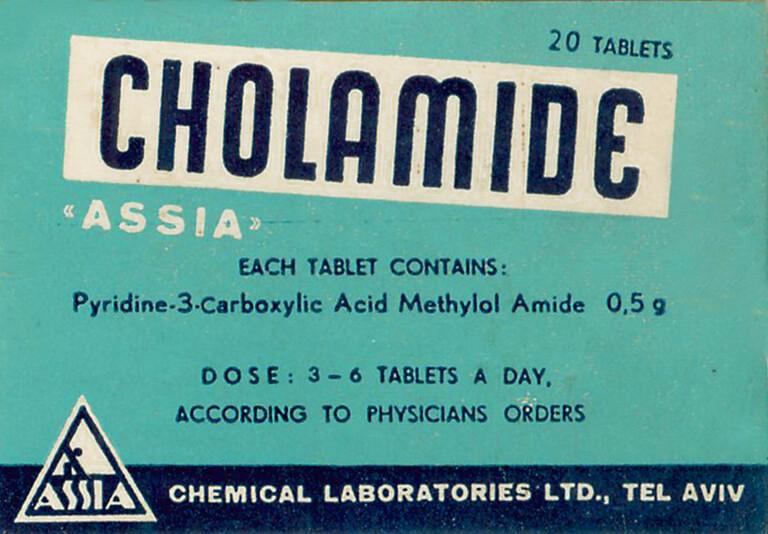 20 TABLETS
CHOLAMIDE
«ASSIA»
EACH TABLET CONTAINS:
Pyridine-3-Carboxylic Acid Methylol Amide 0,5 g
DOSE: 3 – 6 TABLETS A DAY,
ACCORDING TO PHYSICIANS ORDERS
ASSIA
CHEMICAL LABORATORIES LTD., TEL AVIV